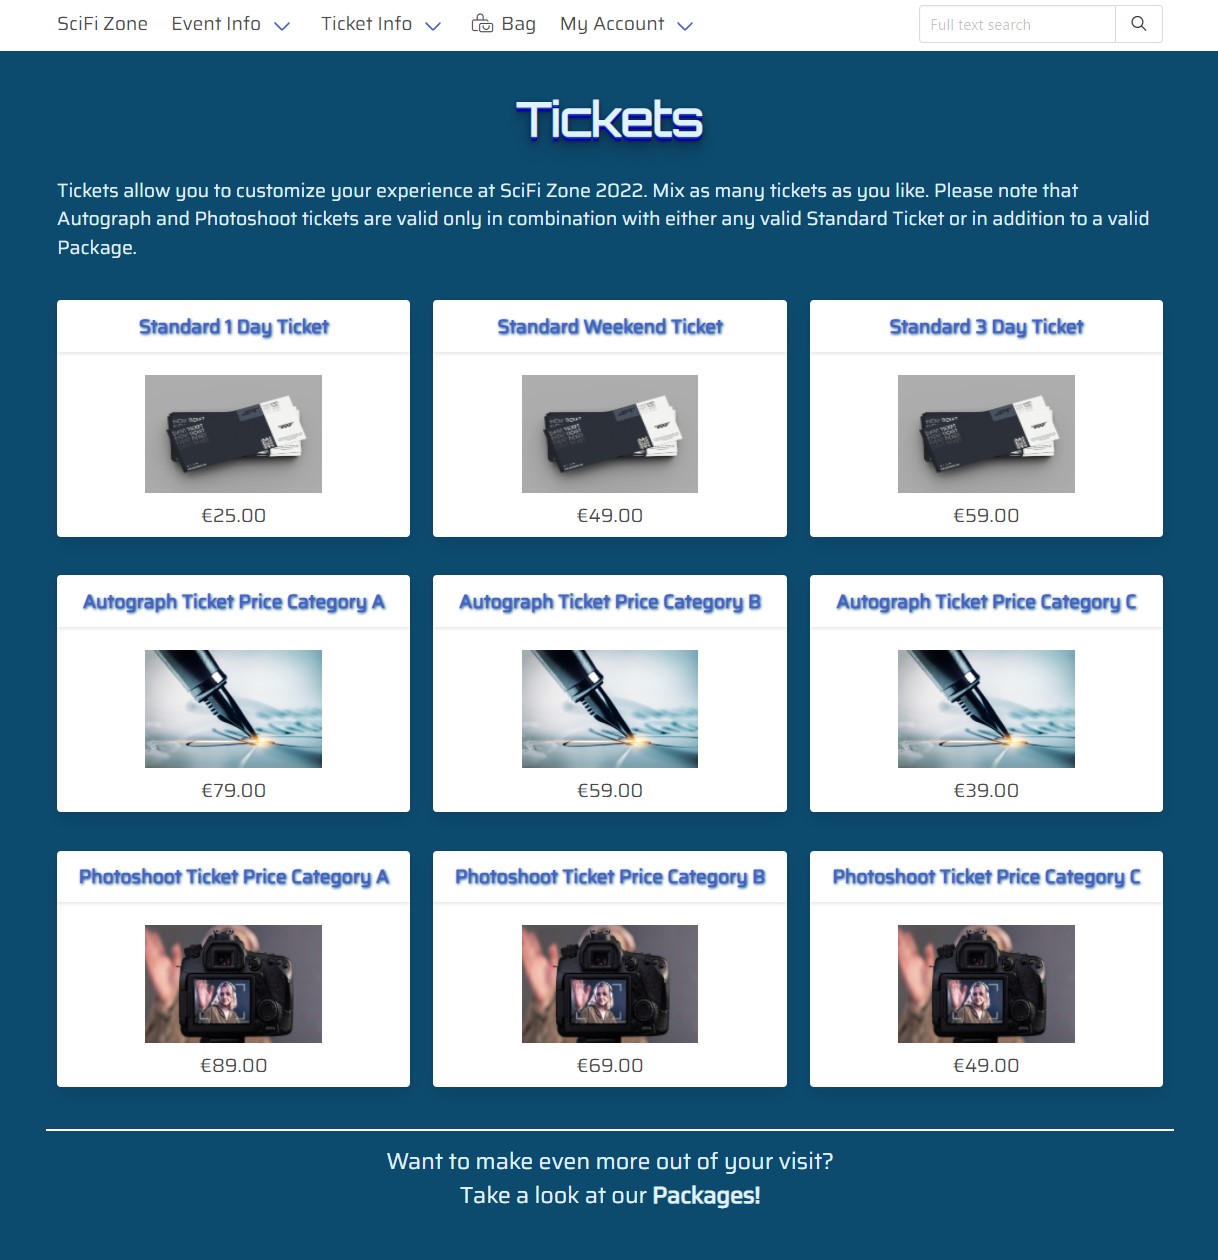 SciFi Zone Event Info Ticket Info Bag My Account Full text search
Tickets
Tickets allow you to customize your experience at SciFi Zone 2022. Mix as many tickets as you like. Please note that
Autograph and Photoshoot tickets are valid only in combination with either any valid Standard Ticket or in addition to a valid
Package.
Standard 1 Day Ticket
€25.00
Standard Weekend Ticket
€49.00
Standard 3 Day Ticket
€59.00
Autograph Ticket Price Category A
€79.00
Autograph Ticket Price Category B
€59.00
Autograph Ticket Price Category C
€39.00
Photoshoot Ticket Price Category A
€89.00
Photoshoot Ticket Price Category B
€69.00
Photoshoot Ticket Price Category C
€49.00
Want to make even more out of your visit?
Take a look at our Packages!